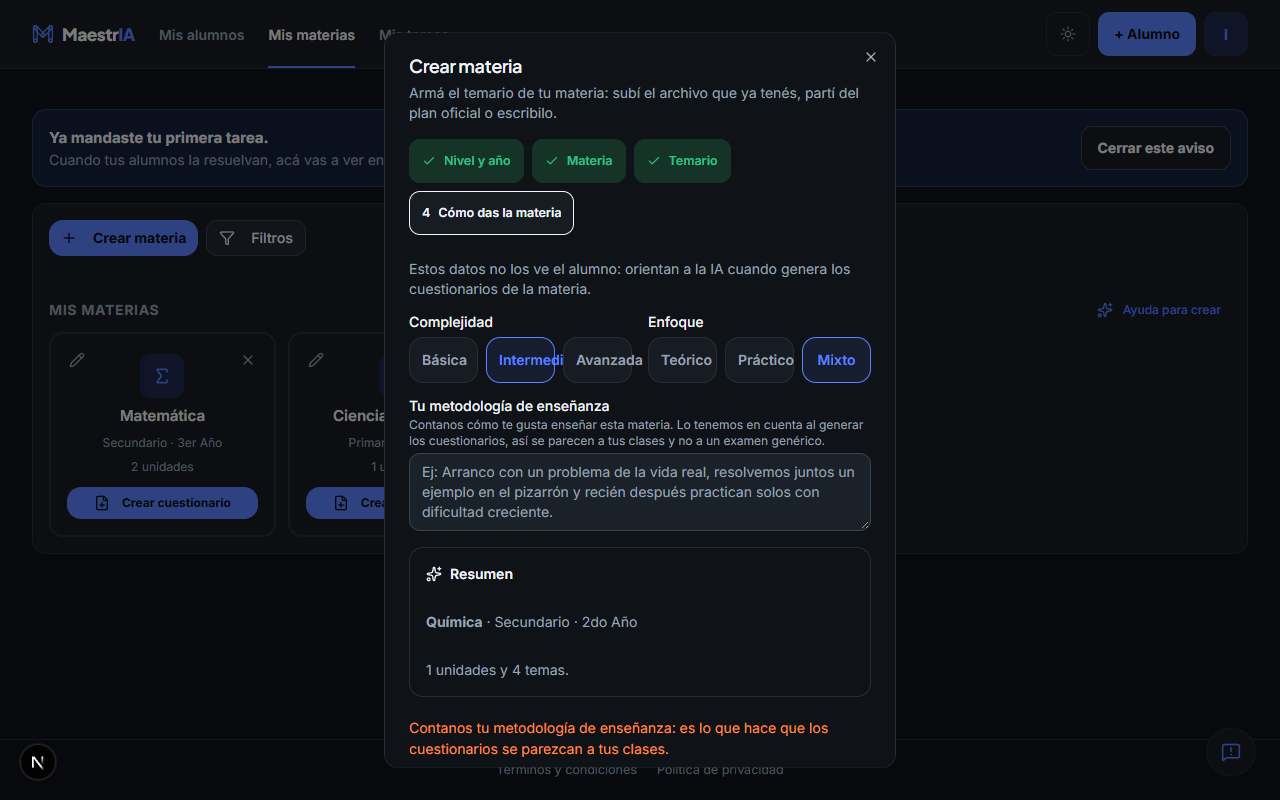 MaestrIA
Mis alumnos
Mis materias
+ Alumno
I
Crear materia
Armá el temario de tu materia: subí el archivo que ya tenés, partí del
plan oficial o escribilo.
Ya mandaste tu primera tarea.
Cuando tus alumnos la resuelvan, acá vas a ver en
Cerrar este aviso
Nivel y año
Materia
Temario
4 Cómo das la materia
Crear materia
Filtros
Estos datos no los ve el alumno: orientan a la IA cuando genera los
cuestionarios de la materia.
MIS MATERIAS
Ayuda para crear
Complejidad
Enfoque
Básica
Intermedi
Avanzada
Teórico
Práctico
Mixto
Matemática
Secundario · 3er Año
2 unidades
Crear cuestionario
Cienc
Primar
1 u
Crea
Tu metodología de enseñanza
Contanos cómo te gusta enseñar esta materia. Lo tenemos en cuenta al generar
los cuestionarios, así se parecen a tus clases y no a un examen genérico.
Ej: Arranco con un problema de la vida real, resolvemos juntos un
ejemplo en el pizarrón y recién después practican solos con
dificultad creciente.
Resumen
Química · Secundario · 2do Año
1 unidades y 4 temas.
Contanos tu metodología de enseñanza: es lo que hace que los
cuestionarios se parezcan a tus clases.
N
Términos y condiciones
Política de privacidad